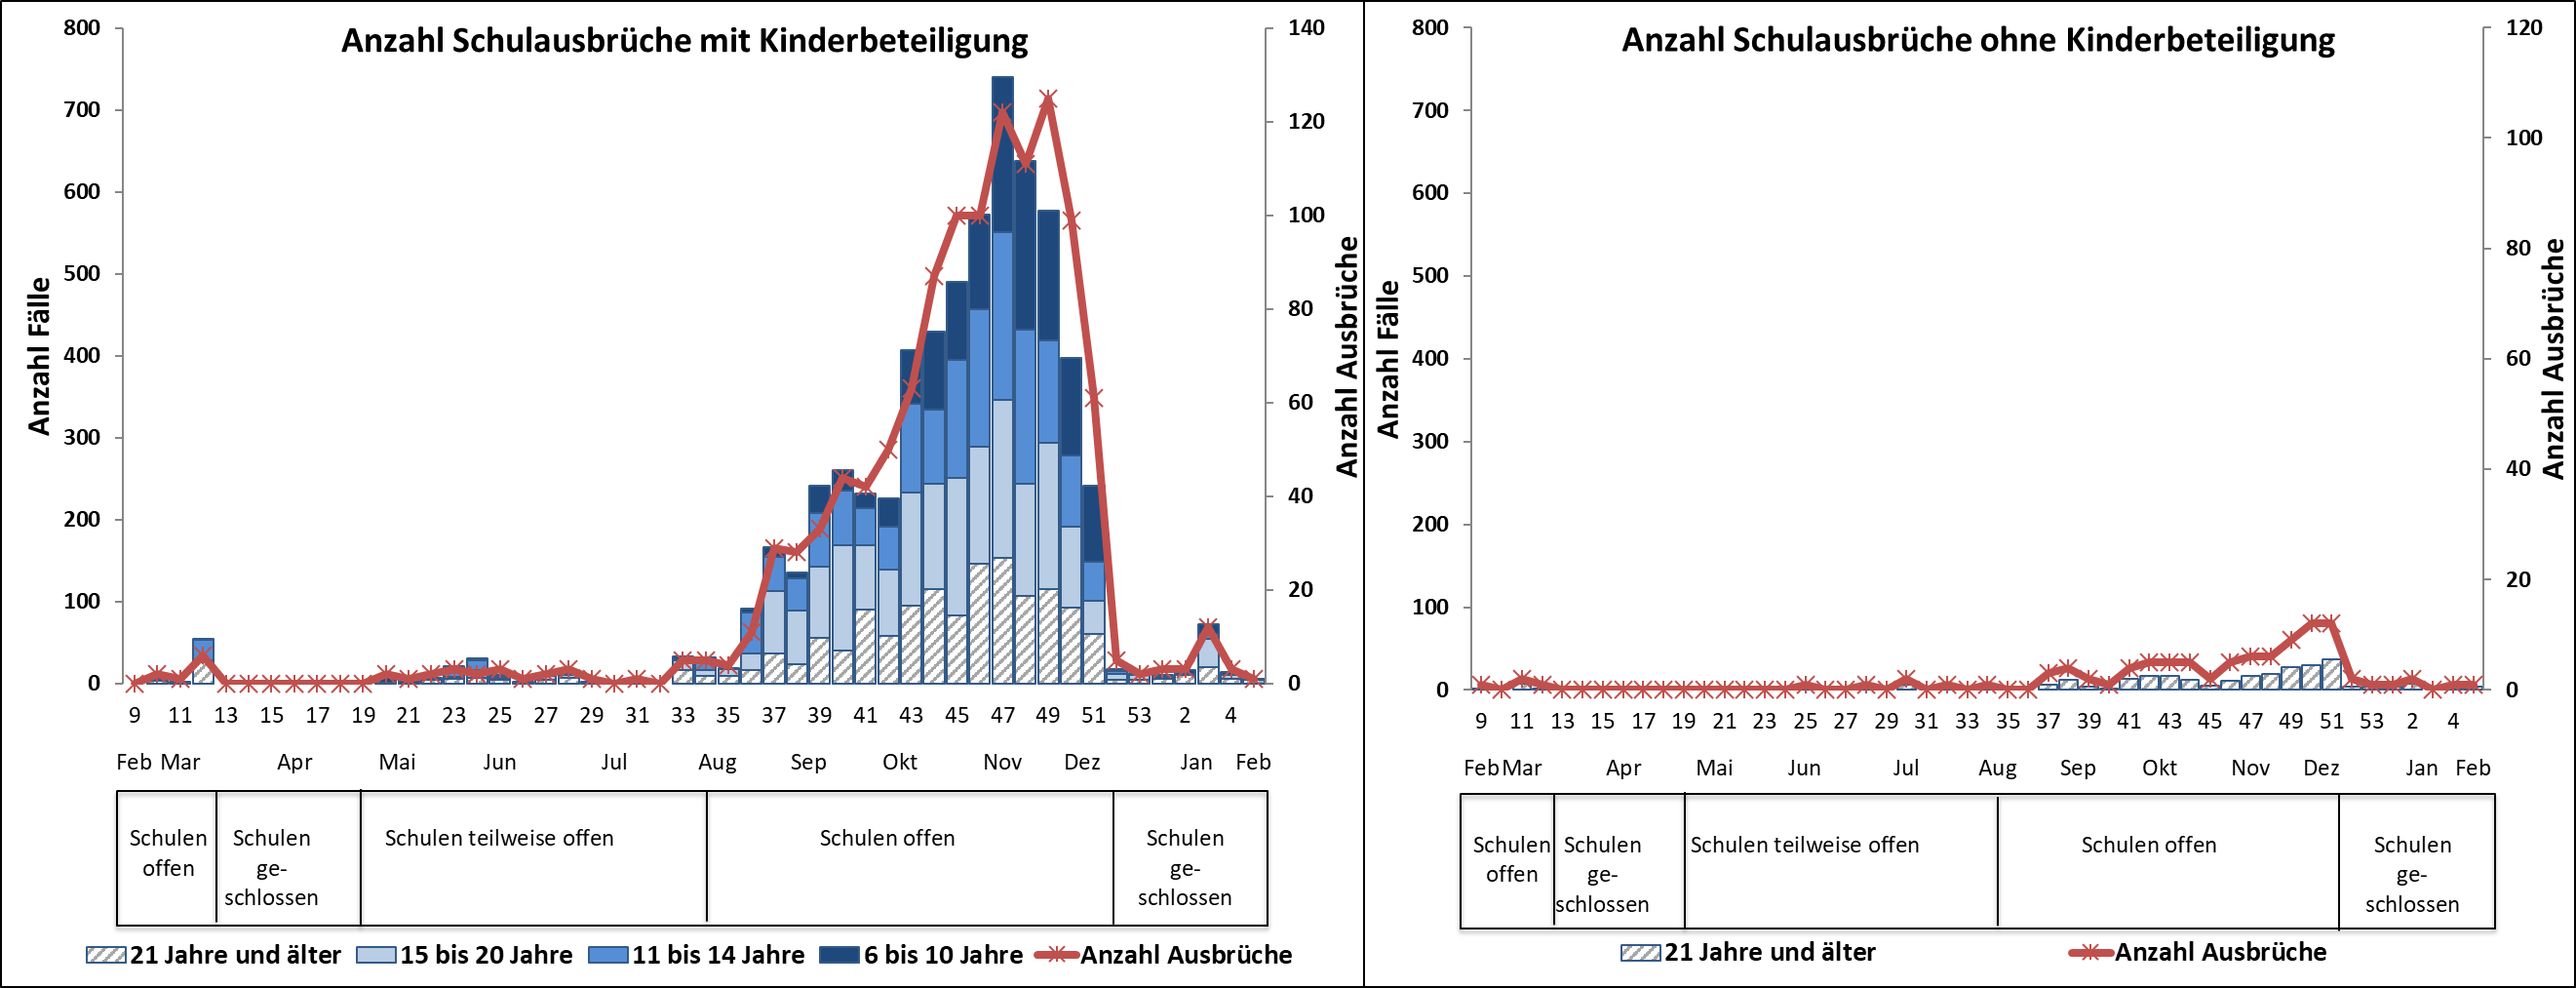 Anzahl Schulausbrüche mit Kinderbeteiligung
800
700
600
500
400
300
200
100
0
Anzahl Fälle
140
120
100
80
60
40
20
0
Anzahl Ausbrüche
9 11 13 15 17 19 21 23 25 27 29 31 33 35 37 39 41 43 45 47 49 51 53 2 4
Feb Mar Apr Mai Jun Jul Aug Sep Okt Nov Dez Jan Feb
Schulen
offen
Schulen
ge-
schlossen
Schulen teilweise offen
Schulen offen
Schulen
ge-
schlossen
21 Jahre und älter 15 bis 20 Jahre 11 bis 14 Jahre 6 bis 10 Jahre Anzahl Ausbrüche
Anzahl Schulausbrüche ohne Kinderbeteiligung
800
700
600
500
400
300
200
100
0
Anzahl Fälle
120
100
80
60
40
20
0
Anzahl Ausbrüche
9 11 13 15 17 19 21 23 25 27 29 31 33 35 37 39 41 43 45 47 49 51 53 2 4
Feb Mar Apr Mai Jun Jul Aug Sep Okt Nov Dez Jan Feb
Schulen
offen
Schulen
ge-
schlossen
Schulen teilweise offen
Schulen offen
Schulen
ge-
schlossen
21 Jahre und älter Anzahl Ausbrüche